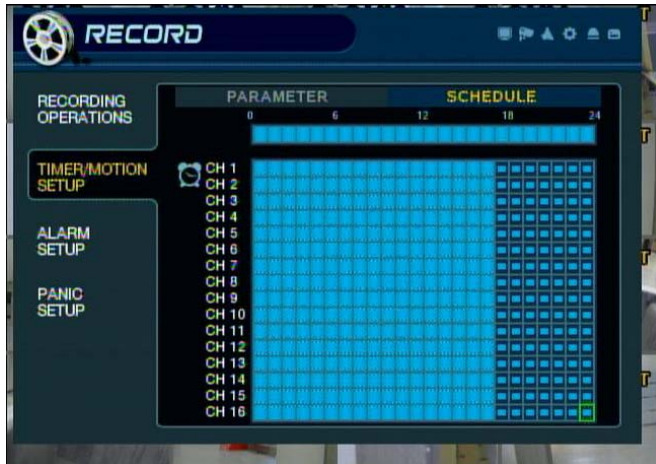 RECORD
RECORDING
OPERATIONS
TIMER/MOTION
SETUP
ALARM
SETUP
PANIC
SETUP
PARAMETER
SCHEDULE
0 6 12 18 24
CH 1
CH 2
CH 3
CH 4
CH 5
CH 6
CH 7
CH 8
CH 9
CH 10
CH 11
CH 12
CH 13
CH 14
CH 15
CH 16
T
T
T
T